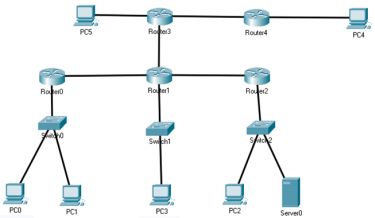 PC5
Router3
Router4
PC4
Router0
Router1
Router2
Switch0
Switch1
Switch2
PC0
PC1
PC3
PC2
Server0